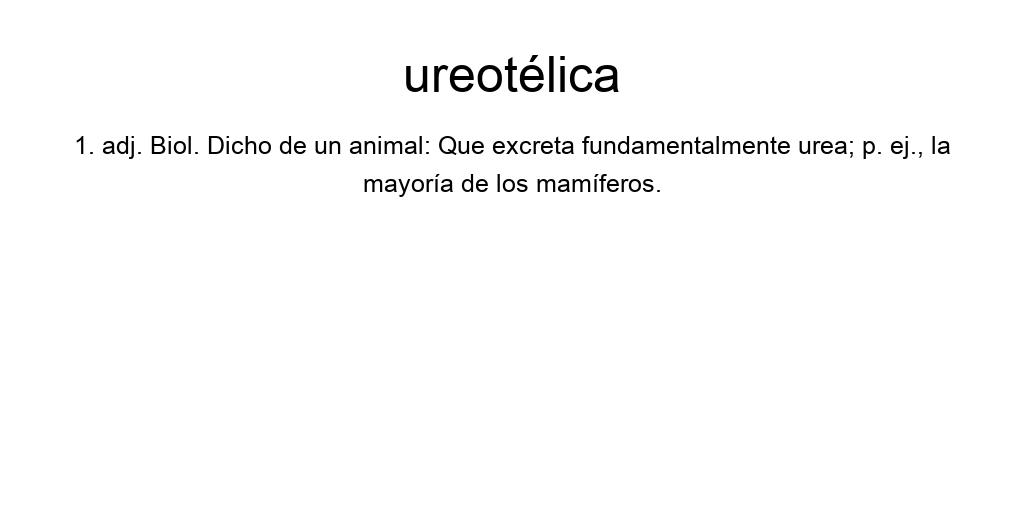 ureotélica
1. adj. Biol. Dicho de un animal: Que excreta fundamentalmente urea; p. ej., la
mayoría de los mamíferos.